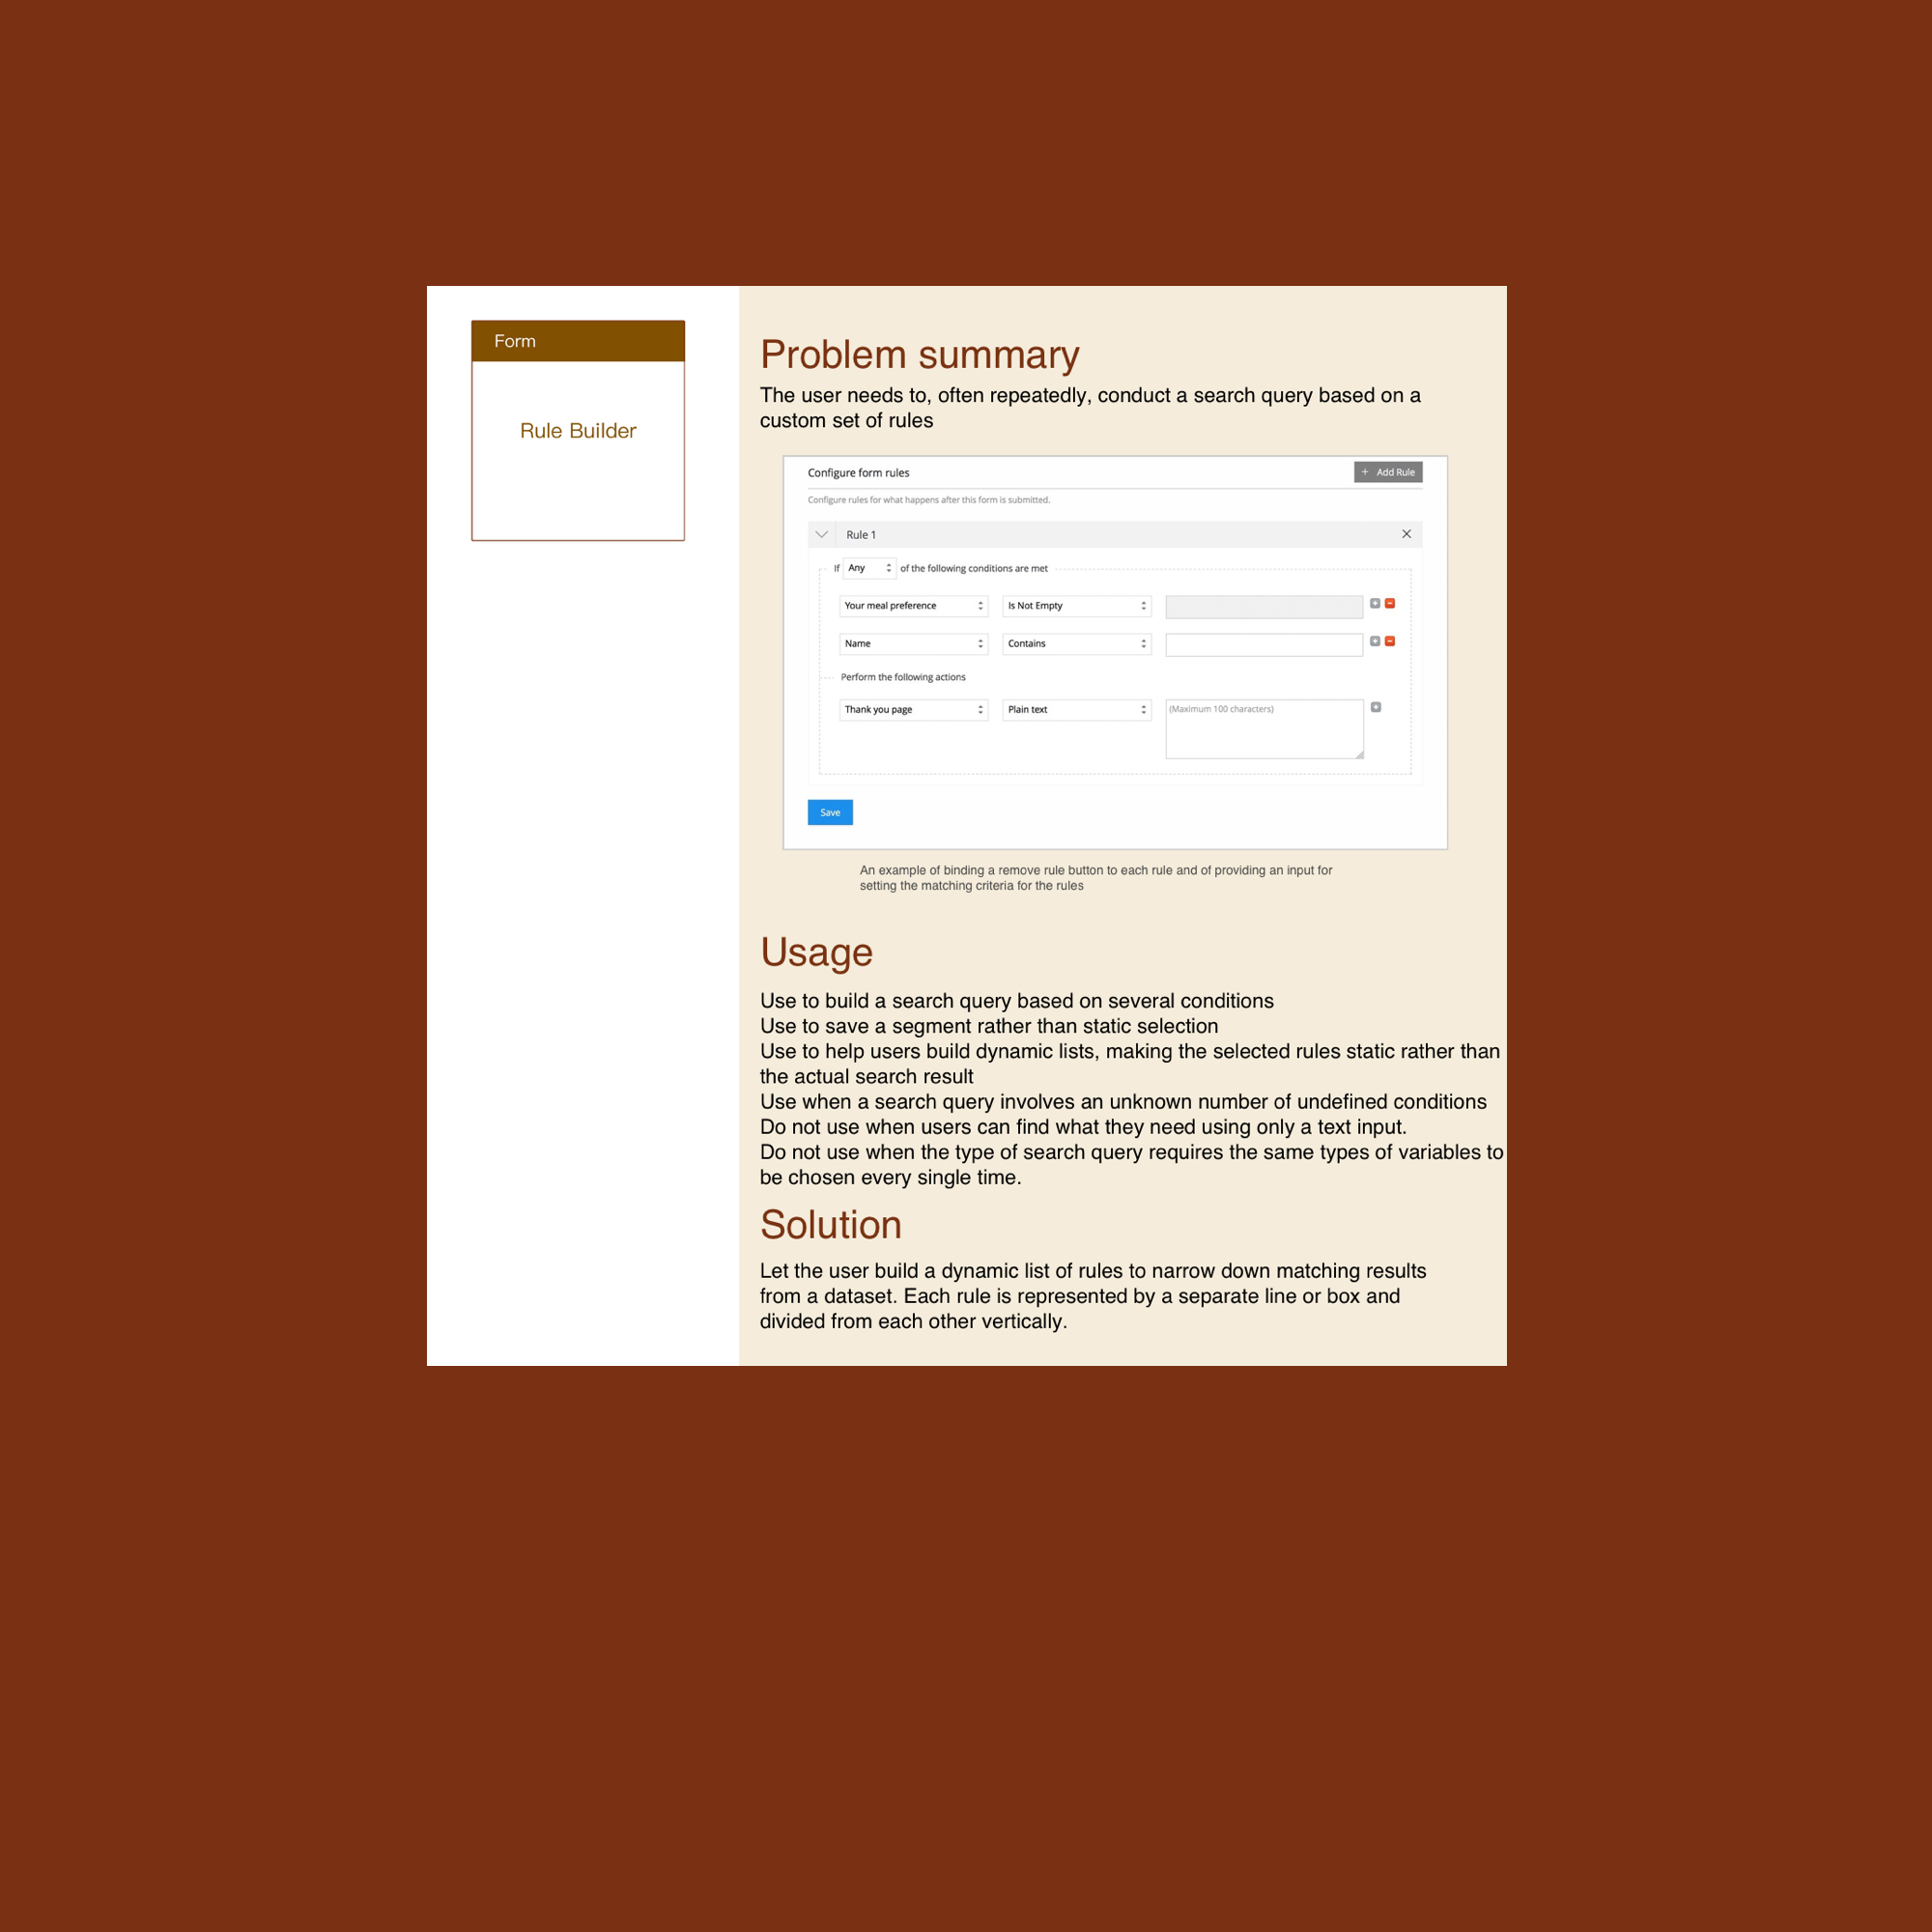 Form
Rule Builder
Problem summary
The user needs to, often repeatedly, conduct a search query based on a
custom set of rules
Configure form rules
+ Add Rule
Configure rules for what happens after this form is submitted.
Rule 1
If Any of the following conditions are met
Your meal preference Is Not Empty
Name Contains
Perform the following actions
Thank you page Plain text (Maximum 100 characters)
Save
An example of binding a remove rule button to each rule and of providing an input for
setting the matching criteria for the rules
Usage
Use to build a search query based on several conditions
Use to save a segment rather than static selection
Use to help users build dynamic lists, making the selected rules static rather than
the actual search result
Use when a search query involves an unknown number of undefined conditions
Do not use when users can find what they need using only a text input.
Do not use when the type of search query requires the same types of variables to
be chosen every single time.
Solution
Let the user build a dynamic list of rules to narrow down matching results
from a dataset. Each rule is represented by a separate line or box and
divided from each other vertically.